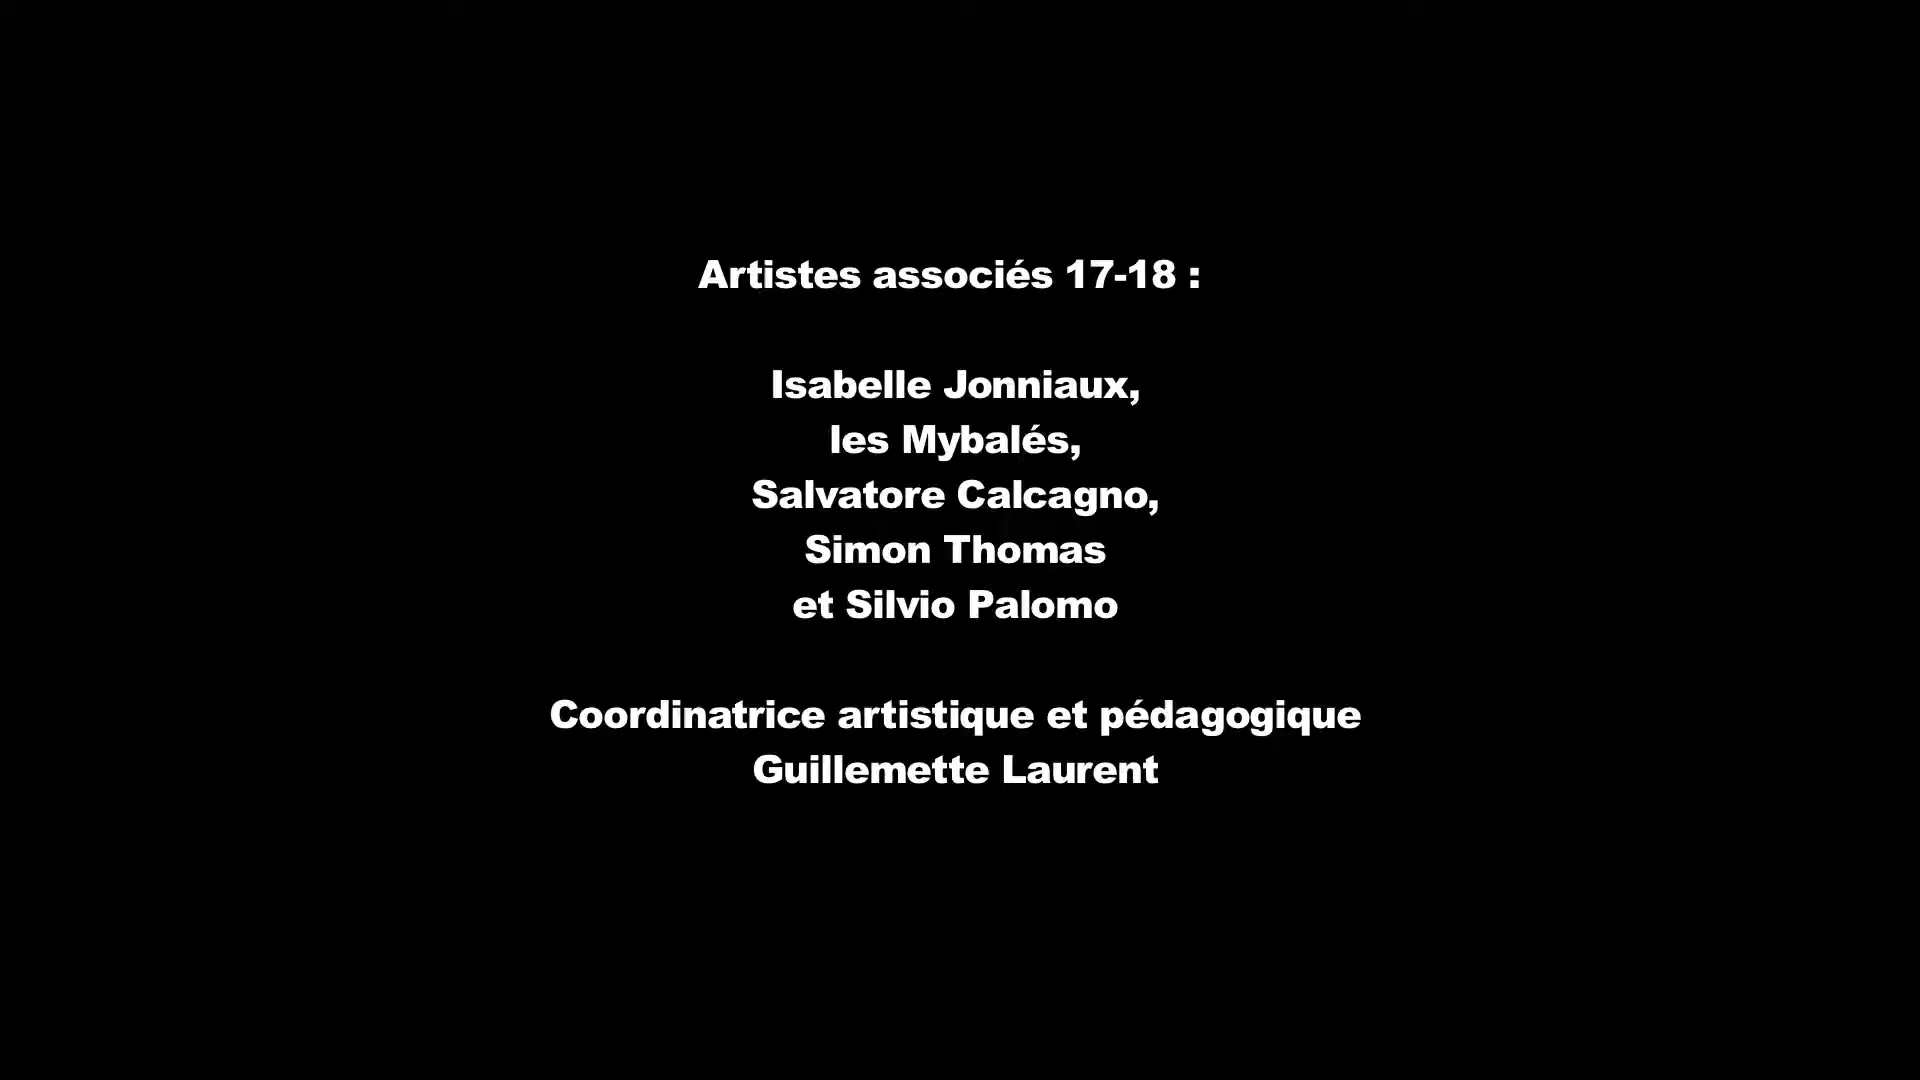 Artistes associés 17-18 :
Isabelle Jonniaux,
les Mybalés,
Salvatore Calcagno,
Simon Thomas
et Silvio Palomo
Coordinatrice artistique et pédagogique
Guillemette Laurent